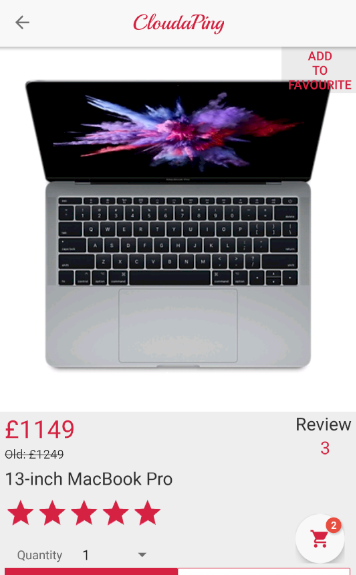 CloudaPing
ADD
TO
FAVOURITE
£1149
Review
Old: £1249
3
13-inch MacBook Pro
2
Quantity 1